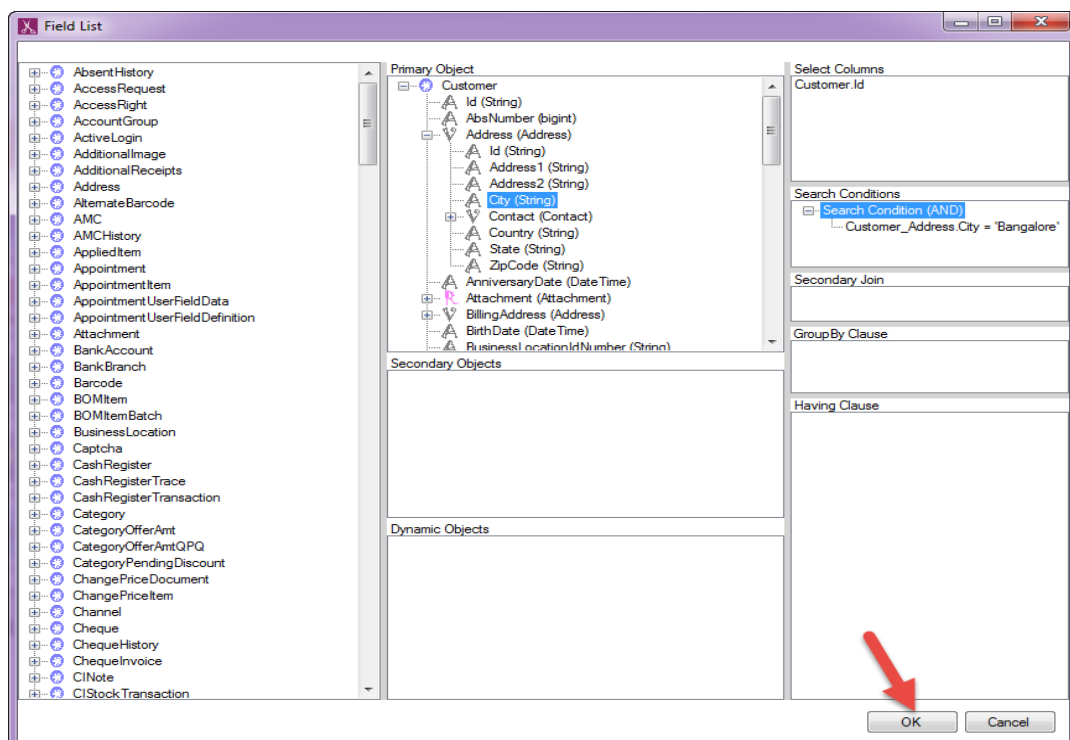 Field List
AbsentHistory
AccessRequest
AccessRight
AccountGroup
ActiveLogin
AdditionalImage
AdditionalReceipts
Address
AlternateBarcode
AMC
AMCHistory
AppliedItem
Appointment
AppointmentItem
AppointmentUserFieldData
AppointmentUserFieldDefinition
Attachment
BankAccount
BankBranch
Barcode
BOMItem
BOMItemBatch
BusinessLocation
Captcha
CashRegister
CashRegisterTrace
CashRegisterTransaction
Category
CategoryOfferAmt
CategoryOfferAmtQPQ
CategoryPendingDiscount
ChangePriceDocument
ChangePriceItem
Channel
Cheque
ChequeHistory
ChequeInvoice
CINote
CIStockTransaction
Primary Object
Customer
Id (String)
AbsNumber (bigint)
Address (Address)
Id (String)
Address1 (String)
Address2 (String)
City (String)
Contact (Contact)
Country (String)
State (String)
ZipCode (String)
AnniversaryDate (DateTime)
Attachment (Attachment)
BillingAddress (Address)
BirthDate (DateTime)
BusinessLocationIdNumber (String)
Secondary Objects
Dynamic Objects
Select Columns
Customer.Id
Search Conditions
Search Condition (AND)
Customer_Address.City = 'Bangalore'
Secondary Join
GroupBy Clause
Having Clause
OK
Cancel